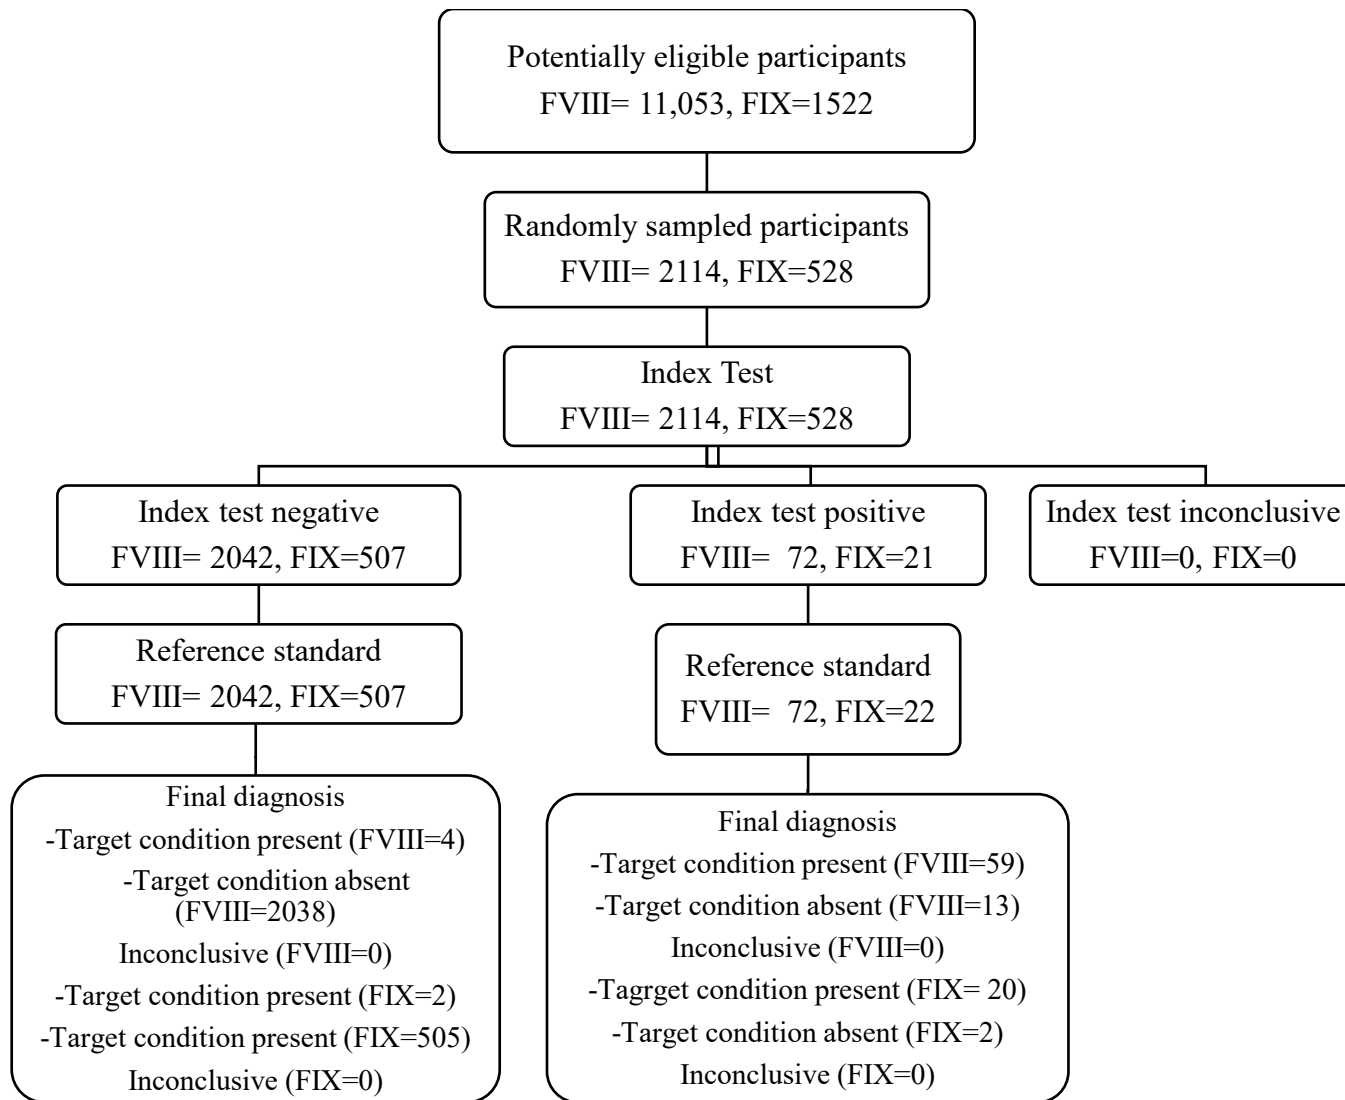 Potentially eligible participants
FVIII= 11,053, FIX=1522
Randomly sampled participants
FVIII= 2114, FIX=528
Index Test
FVIII= 2114, FIX=528
Index test negative
FVIII= 2042, FIX=507
Index test positive
FVIII=  72, FIX=21
Index test inconclusive
FVIII=0, FIX=0
Reference standard
FVIII= 2042, FIX=507
Reference standard
FVIII=  72, FIX=22
Final diagnosis
-Target condition present (FVIII=4)
-Target condition absent
(FVIII=2038)
Inconclusive (FVIII=0)
-Target condition present (FIX=2)
-Target condition present (FIX=505)
Inconclusive (FIX=0)
Final diagnosis
-Target condition present (FVIII=59)
-Target condition absent (FVIII=13)
Inconclusive (FVIII=0)
-Tagrget condition present (FIX= 20)
-Target condition absent (FIX=2)
Inconclusive (FIX=0)